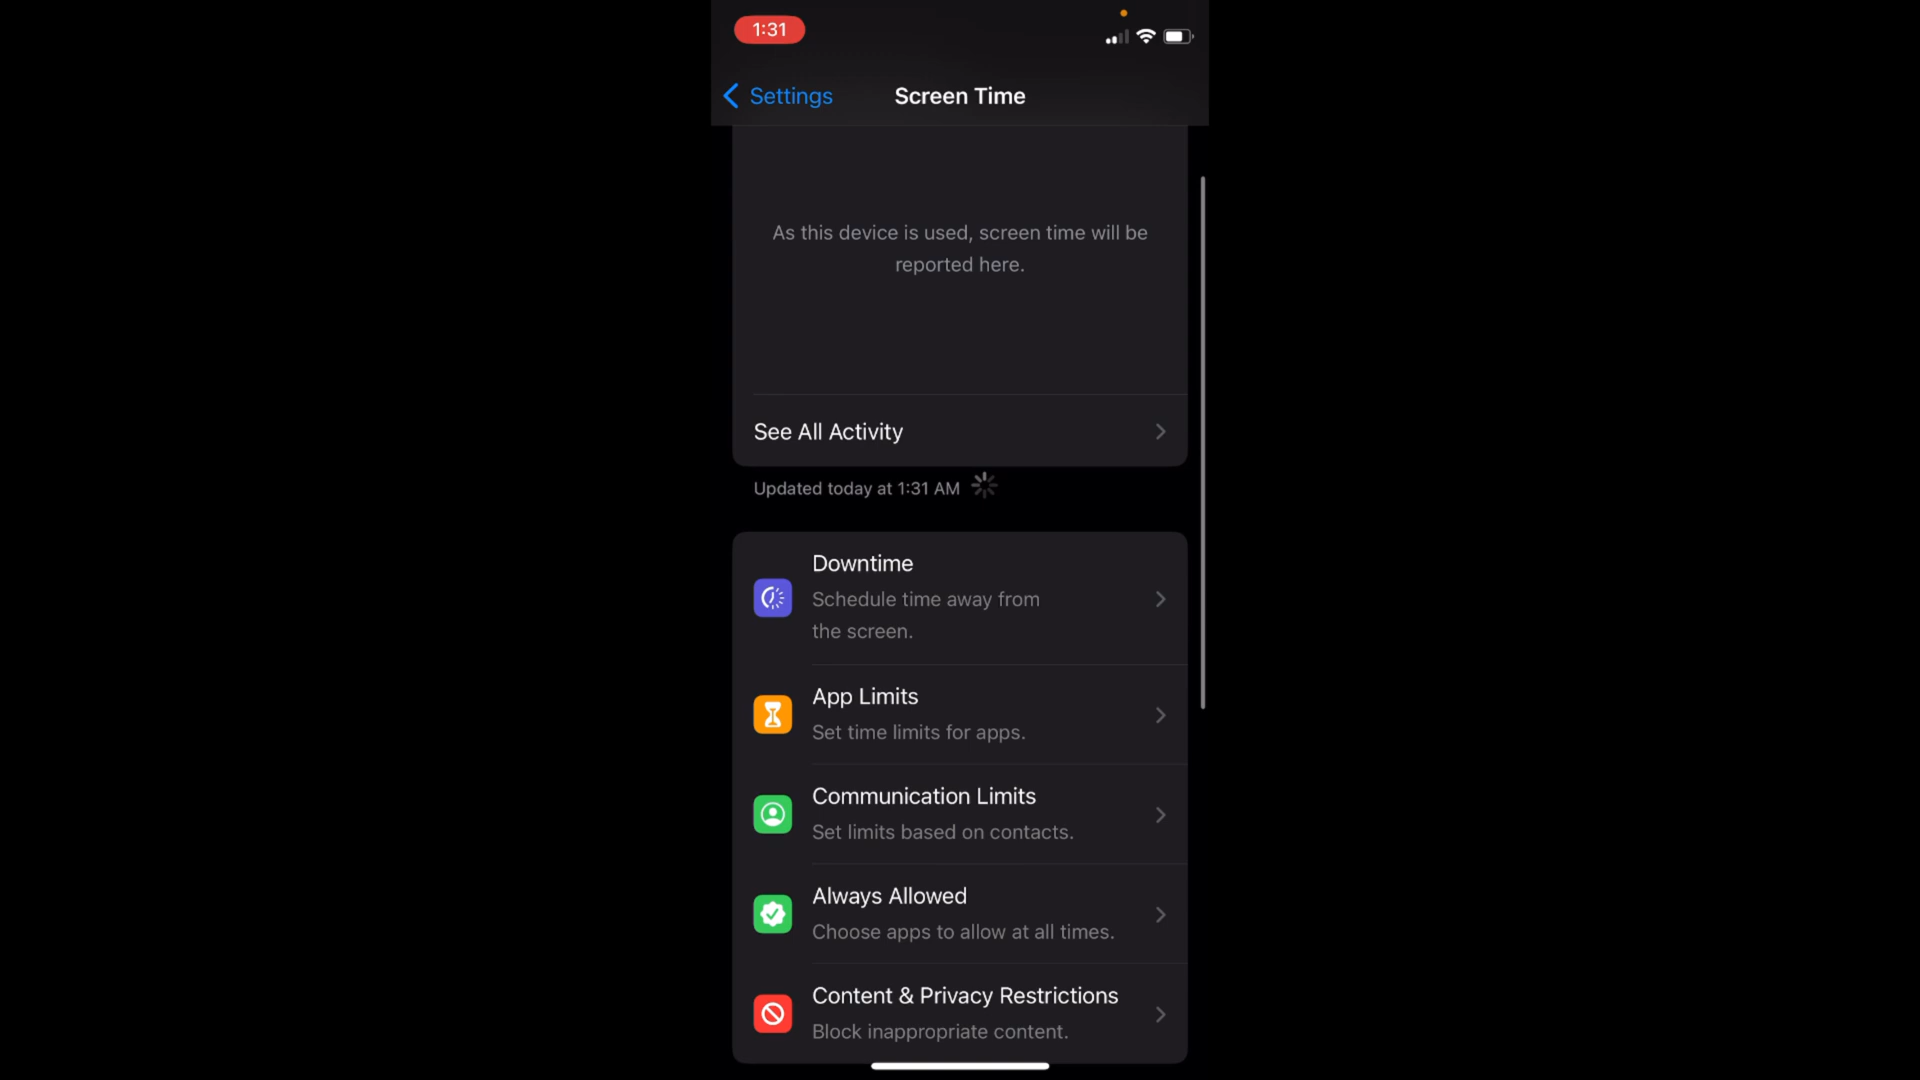 1:31
Settings
Screen Time
As this device is used, screen time will be
reported here.
See All Activity
Updated today at 1:31 AM
Downtime
Schedule time away from
the screen.
App Limits
Set time limits for apps.
Communication Limits
Set limits based on contacts.
Always Allowed
Choose apps to allow at all times.
Content & Privacy Restrictions
Block inappropriate content.